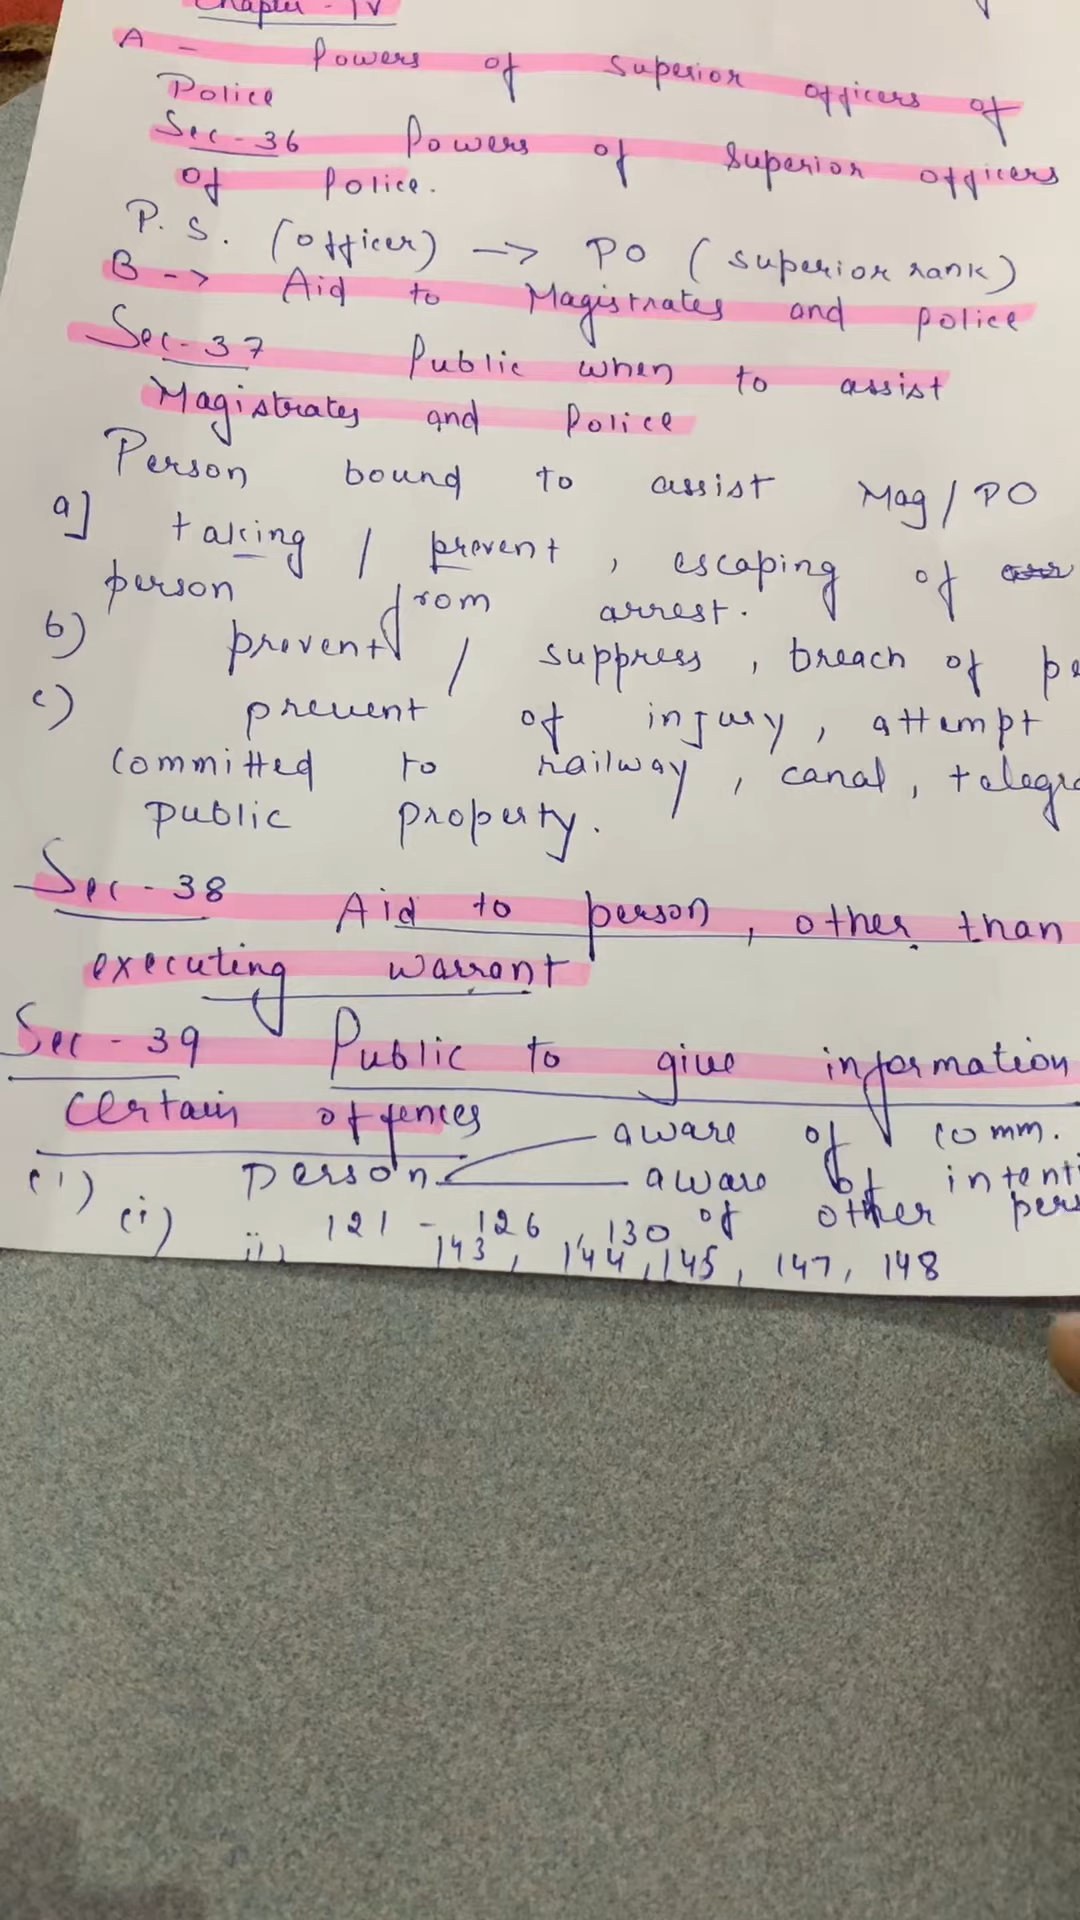 Chapter - IV
A - Powers of Superior officers of
Police
Sec-36 Powers of Superior officers
of Police.
P. S. (officer) -> PO (superior rank)
B -> Aid to Magistrates and police
Sec-37 Public when to assist
Magistrates and Police
Person bound to assist Mag/PO
a] taking / prevent, escaping of
person from arrest.
b) prevent / suppress, breach of
c) prevent of injury, attempt
committed to railway, canal,
public property.
Sec-38 Aid to person, other than
executing warrant
Sec-39 Public to give information
certain offences
aware of comm.
(i) person aware of
(i) 121 - 126, 130 of other
ii) 143, 144, 145, 147, 148